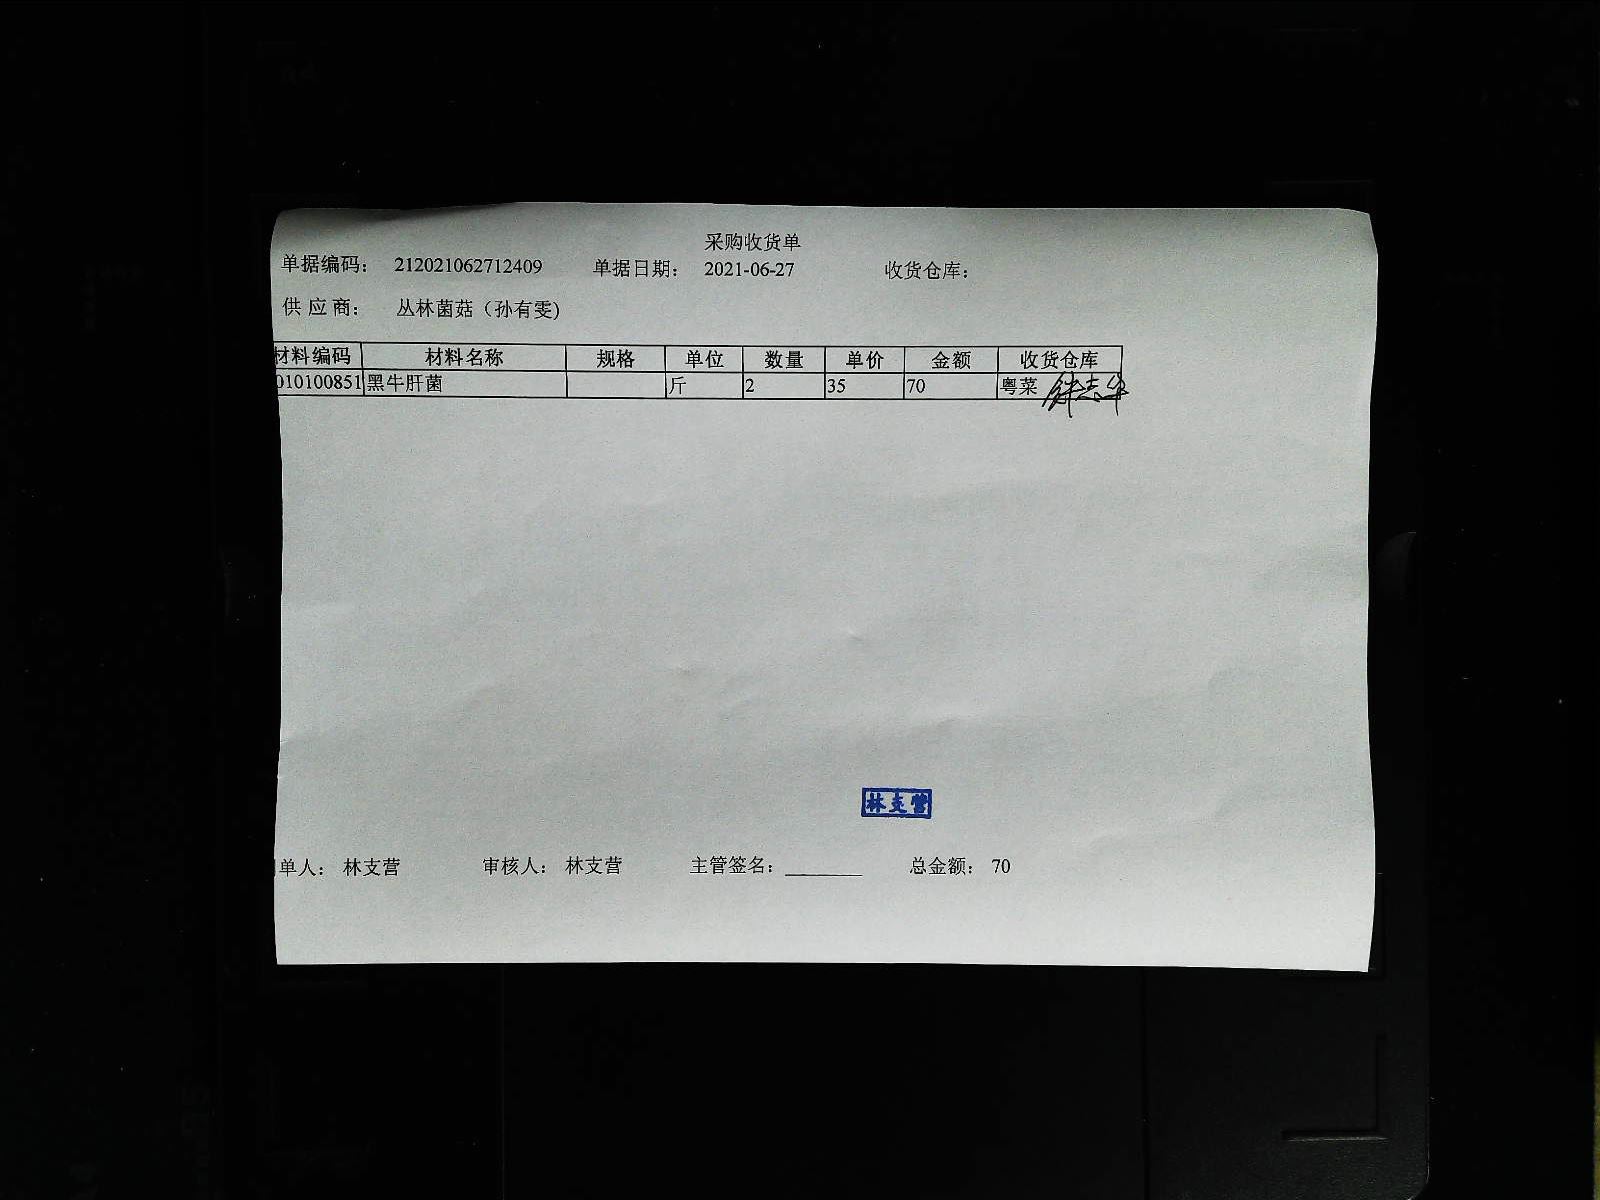 采购收货单
单据编码： 212021062712409 单据日期： 2021-06-27 收货仓库：
供 应 商： 丛林菌菇（孙有雯)
材料编码 材料名称 规格 单位 数量 单价 金额 收货仓库
010100851 黑牛肝菌 斤 2 35 70 粤菜
林支营
单人： 林支营 审核人： 林支营 主管签名：________ 总金额： 70